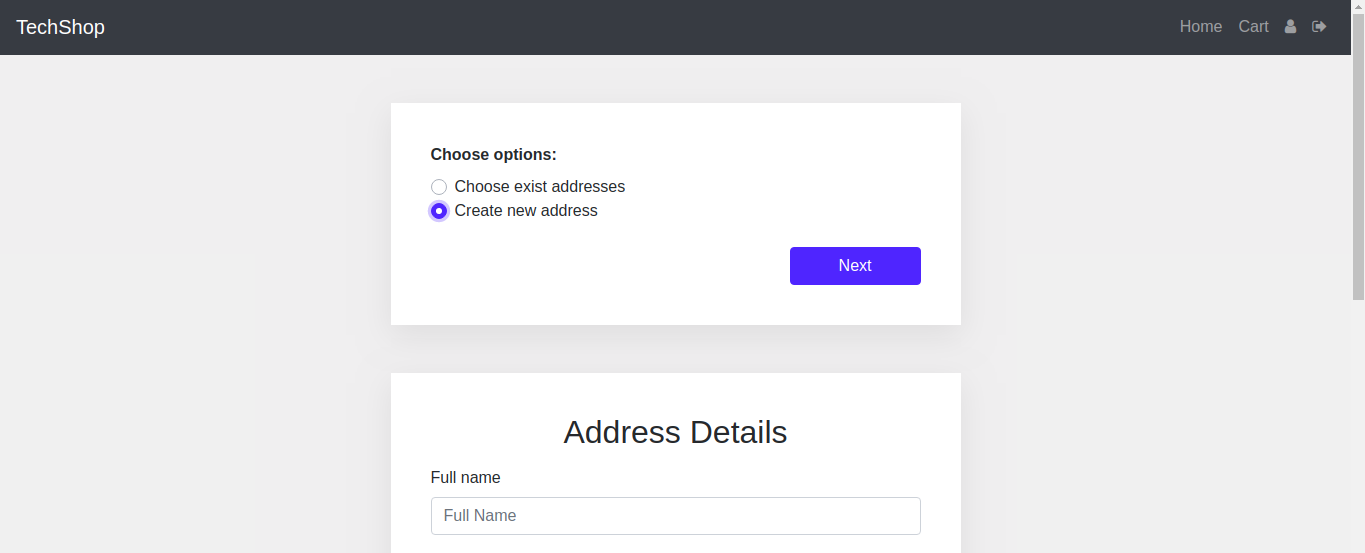 TechShop
Home Cart
Choose options:
Choose exist addresses
Create new address
Next
Address Details
Full name
Full Name